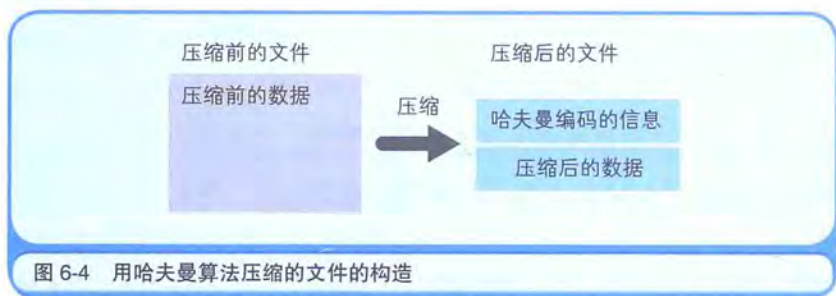 压缩前的文件
压缩后的文件
压缩前的数据
压缩
哈夫曼编码的信息
压缩后的数据
图 6-4 用哈夫曼算法压缩的文件的构造